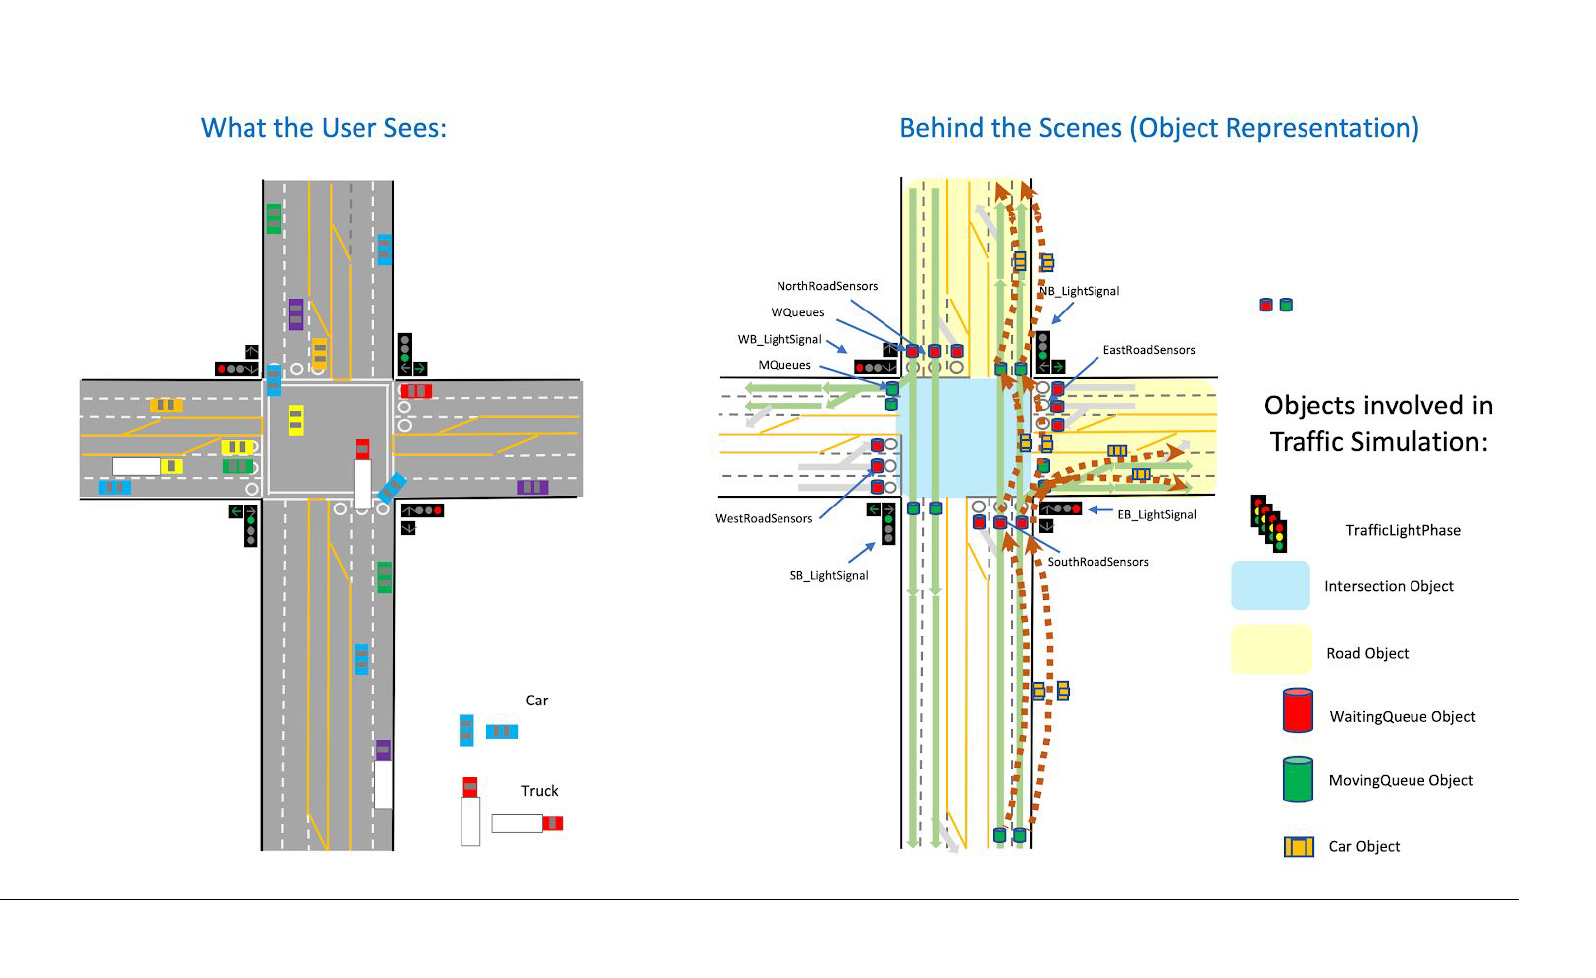 What the User Sees:
Behind the Scenes (Object Representation)
NorthRoadSensors
WQueues
WB_LightSignal
MQueues
NB_LightSignal
EastRoadSensors
WestRoadSensors
SB_LightSignal
EB_LightSignal
SouthRoadSensors
Car
Truck
Objects involved in
Traffic Simulation:
TrafficLightPhase
Intersection Object
Road Object
WaitingQueue Object
MovingQueue Object
Car Object